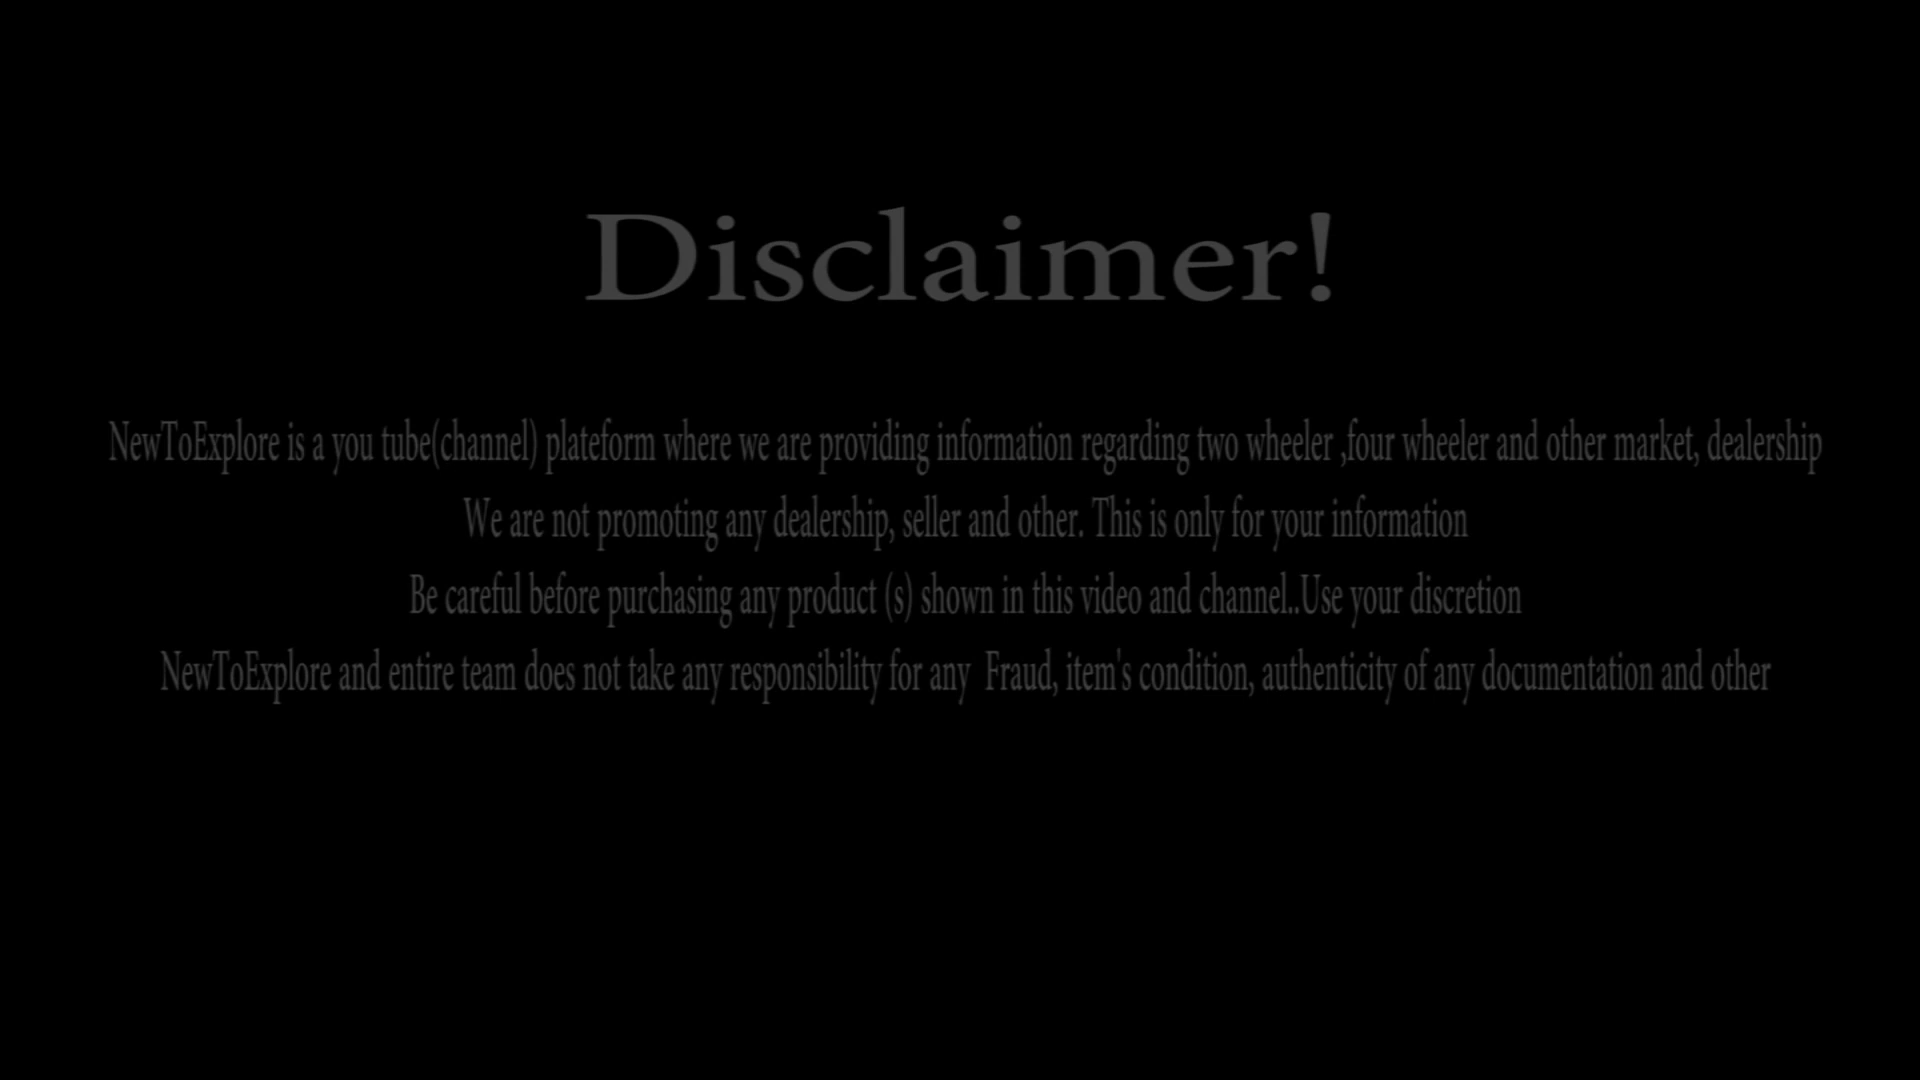 Disclaimer!
NewToExplore is a you tube(channel) plateform where we are providing information regarding two wheeler ,four wheeler and other market, dealership
We are not promoting any dealership, seller and other. This is only for your information
Be careful before purchasing any product (s) shown in this video and channel..Use your discretion
NewToExplore and entire team does not take any responsibility for any  Fraud, item's condition, authenticity of any documentation and other